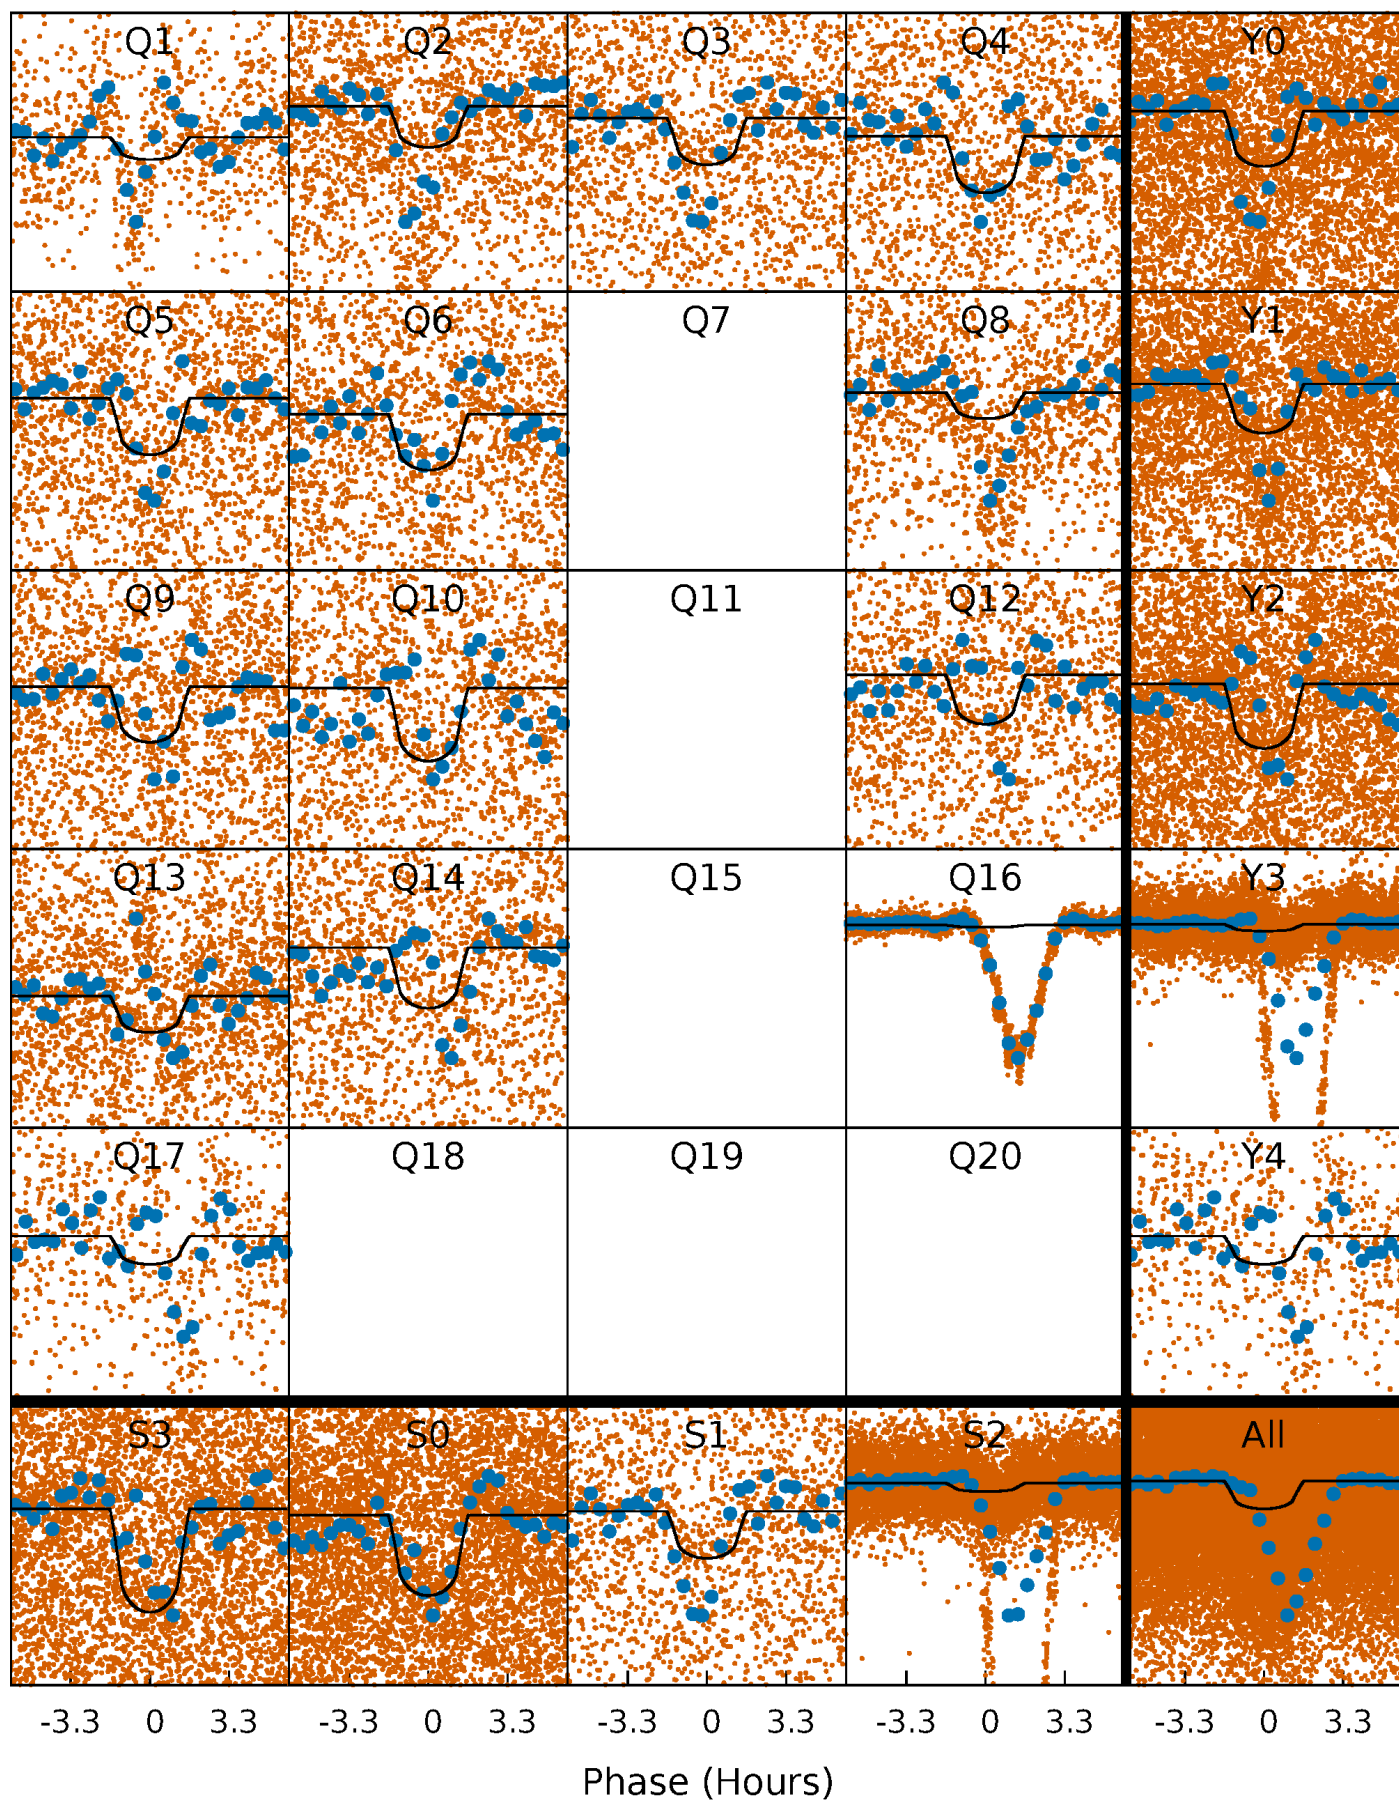 Q1 Q2 Q3 Q4 Y0
Q5 Q6 Q7 Q8 Y1
Q9 Q10 Q11 Q12 Y2
Q13 Q14 Q15 Q16 Y3
Q17 Q18 Q19 Q20 Y4
S3 S0 S1 S2 All
-3.3 0 3.3 -3.3 0 3.3 -3.3 0 3.3 -3.3 0 3.3 -3.3 0 3.3
Phase (Hours)